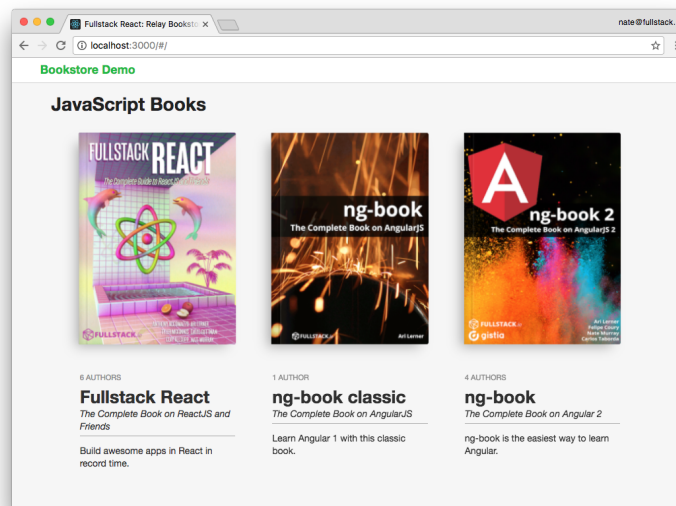 Fullstack React: Relay Booksto
nate@fullstack.
localhost:3000/#/
Bookstore Demo
JavaScript Books
FULLSTACK REACT
The Complete Guide to ReactJS and Friends
FULLSTACK.io
ng-book
The Complete Book on AngularJS
FULLSTACK.io
Ari Lerner
A
ng-book 2
The Complete Book on AngularJS 2
FULLSTACK.io
gistia
Ari Lerner
Felipe Coury
Nate Murray
Carlos Taborda
6 AUTHORS
Fullstack React
The Complete Book on ReactJS and
Friends
Build awesome apps in React in
record time.
1 AUTHOR
ng-book classic
The Complete Book on AngularJS
Learn Angular 1 with this classic
book.
4 AUTHORS
ng-book
The Complete Book on Angular 2
ng-book is the easiest way to learn
Angular.